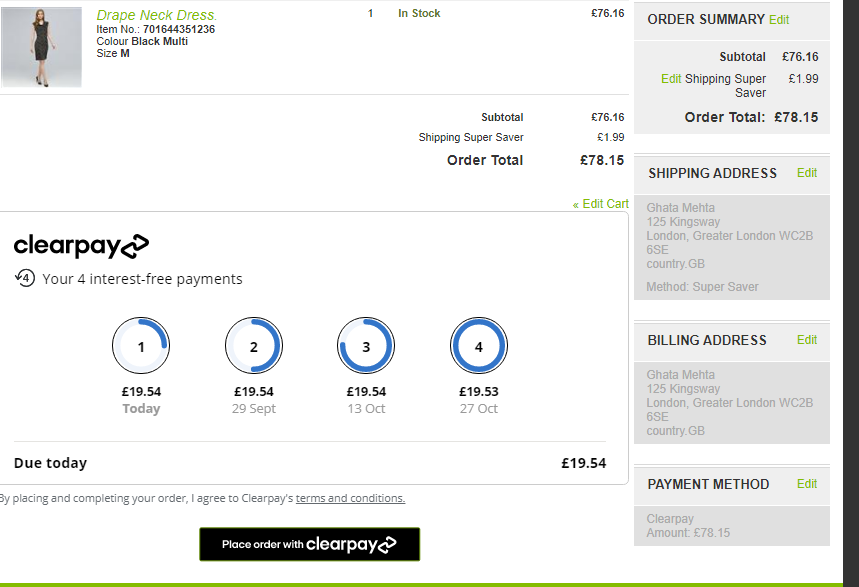 Drape Neck Dress.
1
In Stock
£76.16
Item No.: 701644351236
Colour Black Multi
Size M
Subtotal £76.16
Shipping Super Saver £1.99
Order Total £78.15
« Edit Cart
clearpay
4 Your 4 interest-free payments
1 2 3 4
£19.54 £19.54 £19.54 £19.53
Today 29 Sept 13 Oct 27 Oct
Due today £19.54
By placing and completing your order, I agree to Clearpay's terms and conditions.
Place order with clearpay
ORDER SUMMARY Edit
Subtotal £76.16
Edit Shipping Super £1.99
Saver
Order Total: £78.15
SHIPPING ADDRESS Edit
Ghata Mehta
125 Kingsway
London, Greater London WC2B
6SE
country.GB
Method: Super Saver
BILLING ADDRESS Edit
Ghata Mehta
125 Kingsway
London, Greater London WC2B
6SE
country.GB
PAYMENT METHOD Edit
Clearpay
Amount: £78.15